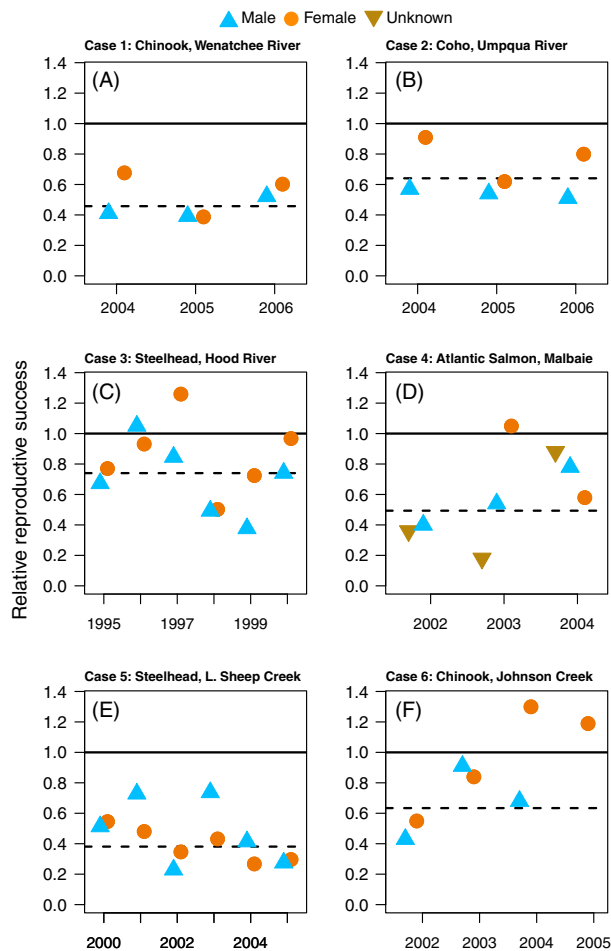 Male Female Unknown
Case 1: Chinook, Wenatchee River
Case 2: Coho, Umpqua River
(A)
(B)
1.4
1.2
1.0
0.8
0.6
0.4
0.2
0.0
2004 2005 2006
1.4
1.2
1.0
0.8
0.6
0.4
0.2
0.0
2004 2005 2006
Relative reproductive success
Case 3: Steelhead, Hood River
Case 4: Atlantic Salmon, Malbaie
(C)
(D)
1.4
1.2
1.0
0.8
0.6
0.4
0.2
0.0
1995 1997 1999
1.4
1.2
1.0
0.8
0.6
0.4
0.2
0.0
2002 2003 2004
Case 5: Steelhead, L. Sheep Creek
Case 6: Chinook, Johnson Creek
(E)
(F)
1.4
1.2
1.0
0.8
0.6
0.4
0.2
0.0
2000 2002 2004
1.4
1.2
1.0
0.8
0.6
0.4
0.2
0.0
2002 2003 2004 2005